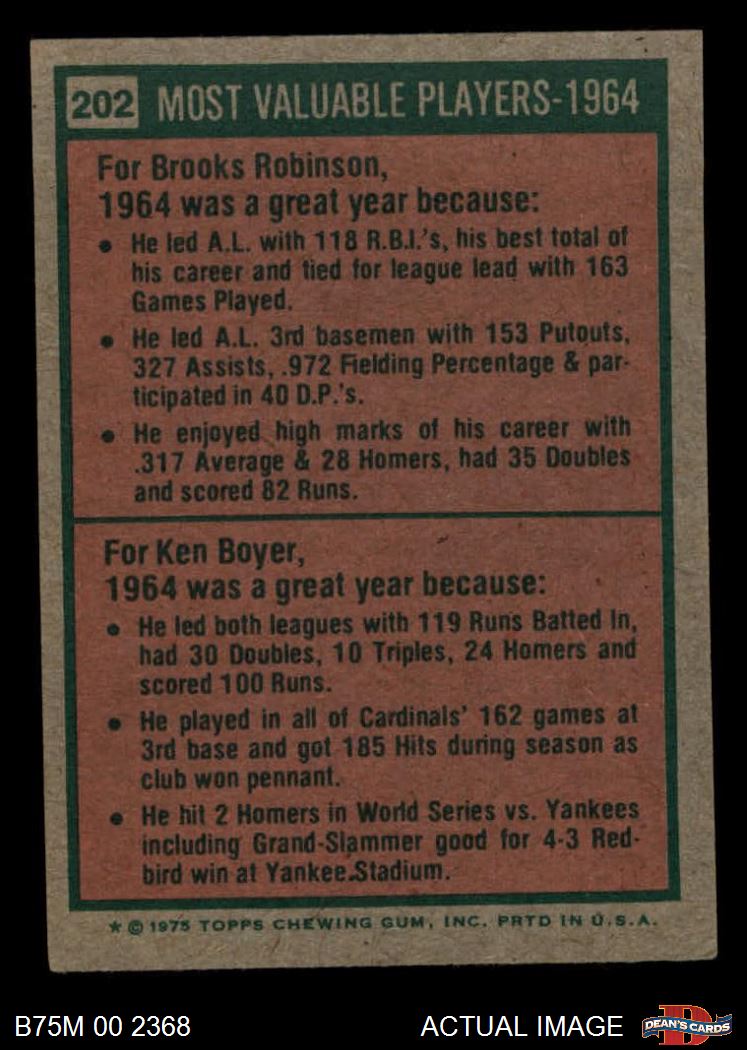 202 MOST VALUABLE PLAYERS-1964
For Brooks Robinson,
1964 was a great year because:
● He led A.L. with 118 R.B.I.'s, his best total of
his career and tied for league lead with 163
Games Played.
● He led A.L. 3rd basemen with 153 Putouts,
327 Assists, .972 Fielding Percentage & par-
ticipated in 40 D.P.'s.
● He enjoyed high marks of his career with
.317 Average & 28 Homers, had 35 Doubles
and scored 82 Runs.
For Ken Boyer,
1964 was a great year because:
● He led both leagues with 119 Runs Batted In,
had 30 Doubles, 10 Triples, 24 Homers and
scored 100 Runs.
● He played in all of Cardinals' 162 games at
3rd base and got 185 Hits during season as
club won pennant.
● He hit 2 Homers in World Series vs. Yankees
including Grand-Slammer good for 4-3 Red-
bird win at Yankee Stadium.
★ © 1975 TOPPS CHEWING GUM, INC. PRTD IN U.S.A.
B75M 00 2368 ACTUAL IMAGE D DEAN'S CARDS